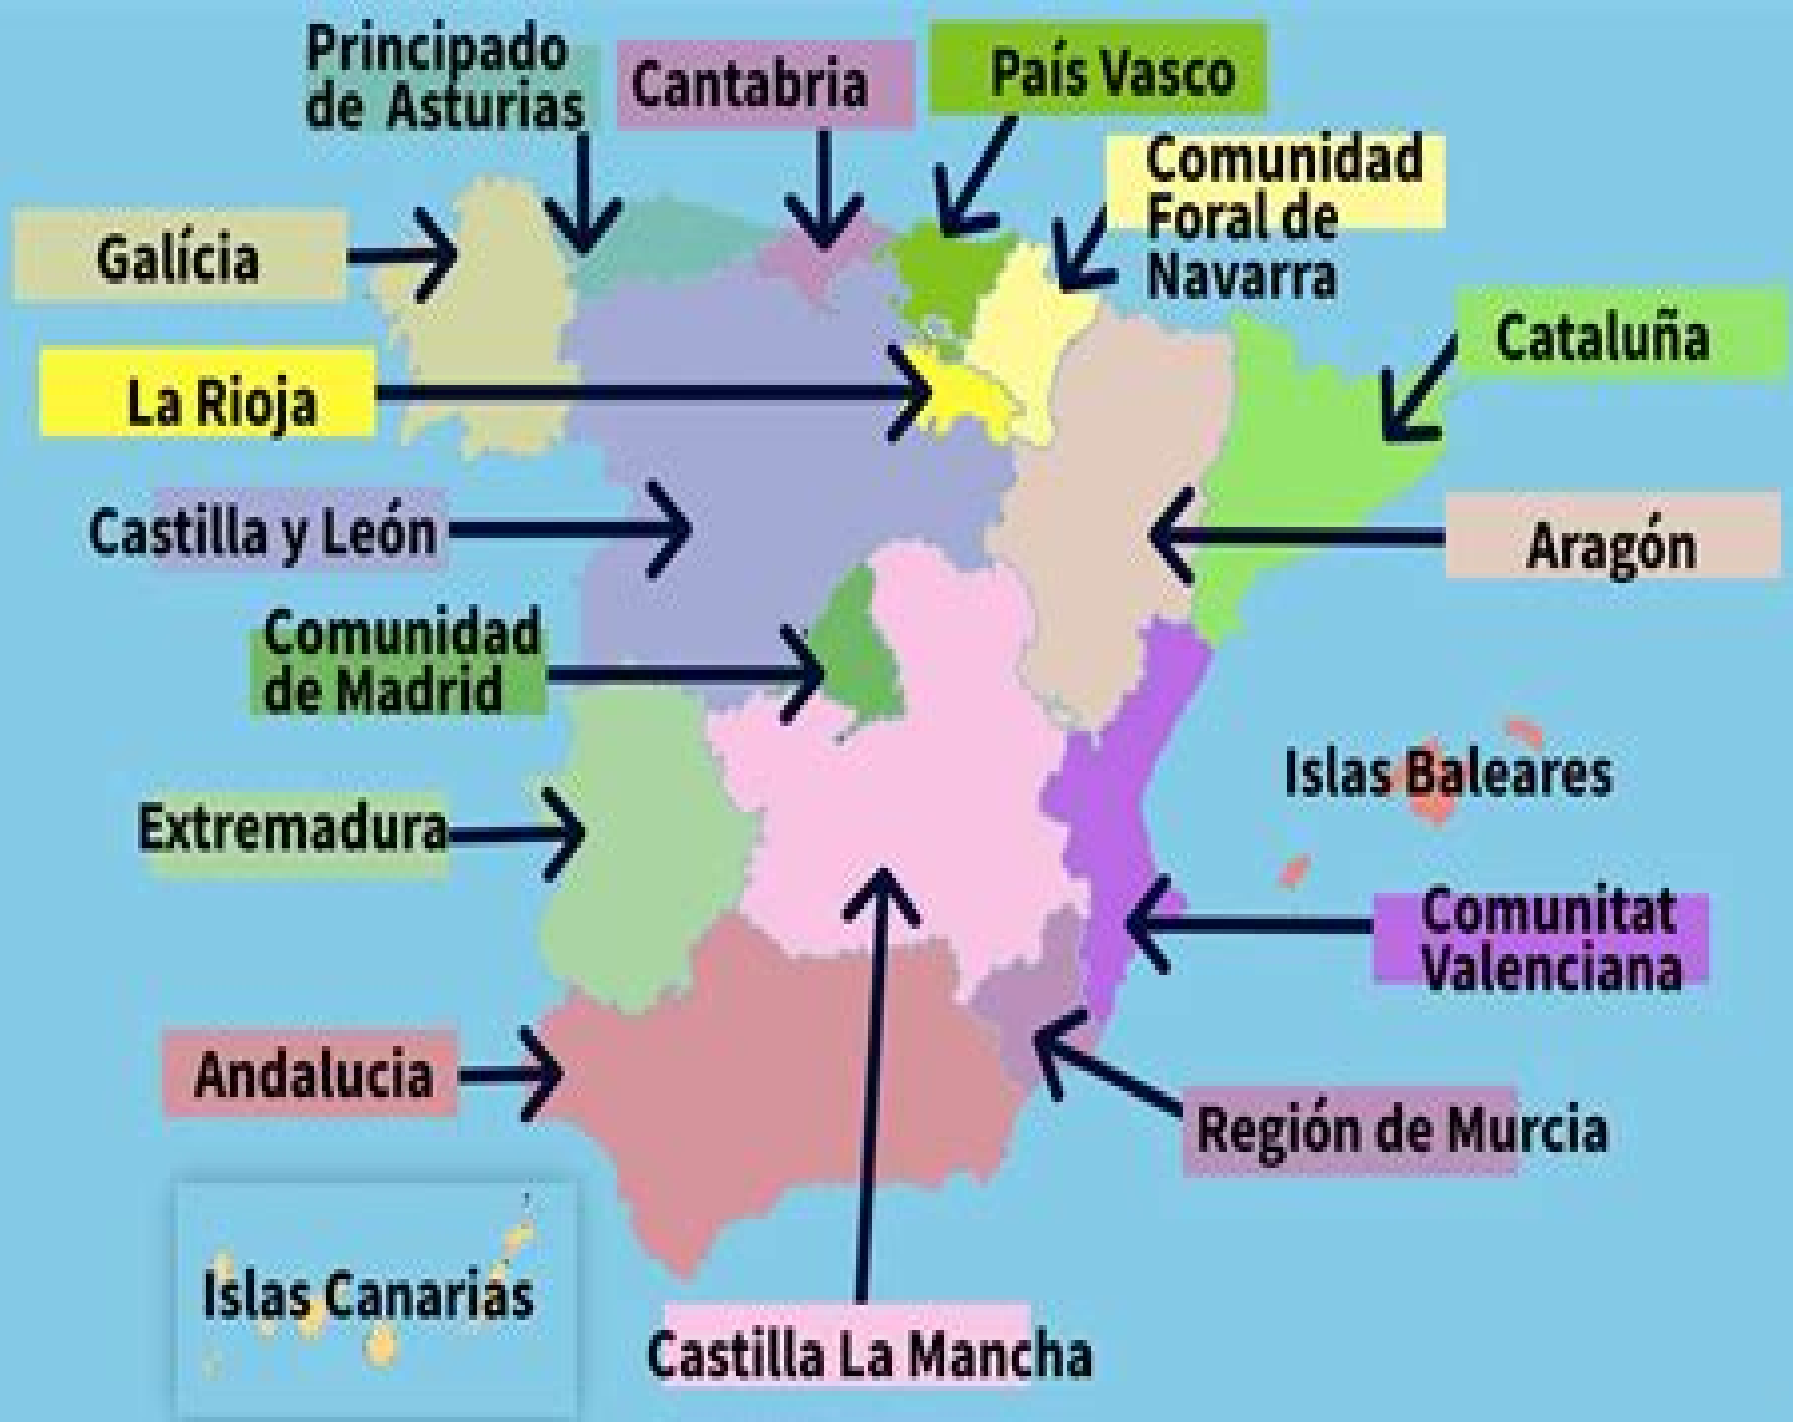 Principado
de Asturias
Cantabria
País Vasco
Comunidad
Foral de
Navarra
Galícia
Cataluña
La Rioja
Castilla y León
Aragón
Comunidad
de Madrid
Islas Baleares
Extremadura
Comunitat
Valenciana
Andalucia
Región de Murcia
Islas Canarias
Castilla La Mancha